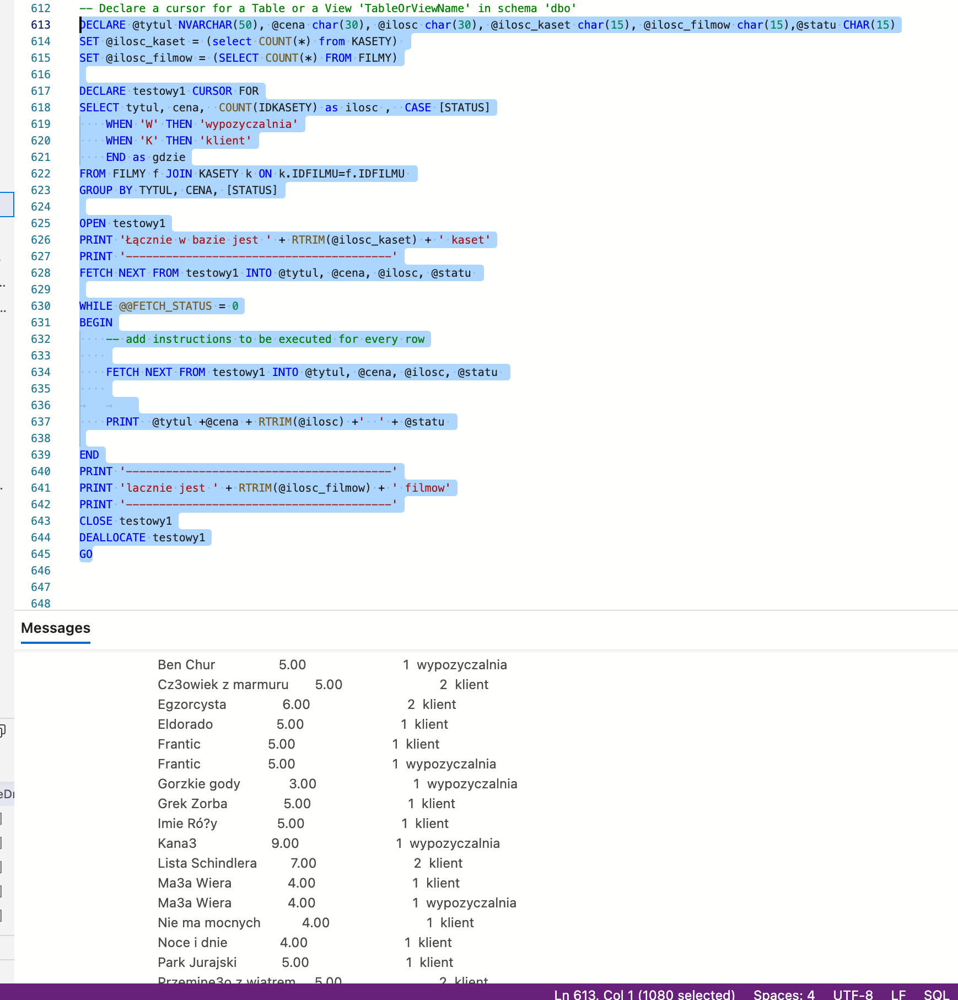 612 -- Declare a cursor for a Table or a View 'TableOrViewName' in schema 'dbo'
613 DECLARE @tytul NVARCHAR(50), @cena char(30), @ilosc char(30), @ilosc_kaset char(15), @ilosc_filmow char(15),@statu CHAR(15)
614 SET @ilosc_kaset = (select COUNT(*) from KASETY)
615 SET @ilosc_filmow = (SELECT COUNT(*) FROM FILMY)
616
617 DECLARE testowy1 CURSOR FOR
618 SELECT tytul, cena,  COUNT(IDKASETY) as ilosc ,  CASE [STATUS]
619     WHEN 'W' THEN 'wypozyczalnia'
620     WHEN 'K' THEN 'klient'
621     END as gdzie
622 FROM FILMY f JOIN KASETY k ON k.IDFILMU=f.IDFILMU
623 GROUP BY TYTUL, CENA, [STATUS]
624
625 OPEN testowy1
626 PRINT 'Łącznie w bazie jest ' + RTRIM(@ilosc_kaset) + ' kaset'
627 PRINT '----------------------------------------'
628 FETCH NEXT FROM testowy1 INTO @tytul, @cena, @ilosc, @statu
629
630 WHILE @@FETCH_STATUS = 0
631 BEGIN
632     -- add instructions to be executed for every row
633
634     FETCH NEXT FROM testowy1 INTO @tytul, @cena, @ilosc, @statu
635
636
637     PRINT  @tytul +@cena + RTRIM(@ilosc) +'  ' + @statu
638
639 END
640 PRINT '----------------------------------------'
641 PRINT 'lacznie jest ' + RTRIM(@ilosc_filmow) + ' filmow'
642 PRINT '----------------------------------------'
643 CLOSE testowy1
644 DEALLOCATE testowy1
645 GO
646
647
648
Messages
Ben Chur 5.00 1 wypozyczalnia
Cz3owiek z marmuru 5.00 2 klient
Egzorcysta 6.00 2 klient
Eldorado 5.00 1 klient
Frantic 5.00 1 klient
Frantic 5.00 1 wypozyczalnia
Gorzkie gody 3.00 1 wypozyczalnia
Grek Zorba 5.00 1 klient
Imie Ró?y 5.00 1 klient
Kana3 9.00 1 wypozyczalnia
Lista Schindlera 7.00 2 klient
Ma3a Wiera 4.00 1 klient
Ma3a Wiera 4.00 1 wypozyczalnia
Nie ma mocnych 4.00 1 klient
Noce i dnie 4.00 1 klient
Park Jurajski 5.00 1 klient
Przemine3o z wiatrem 5.00 2 klient
Ln 613, Col 1 (1080 selected) Spaces: 4 UTF-8 LF SQL